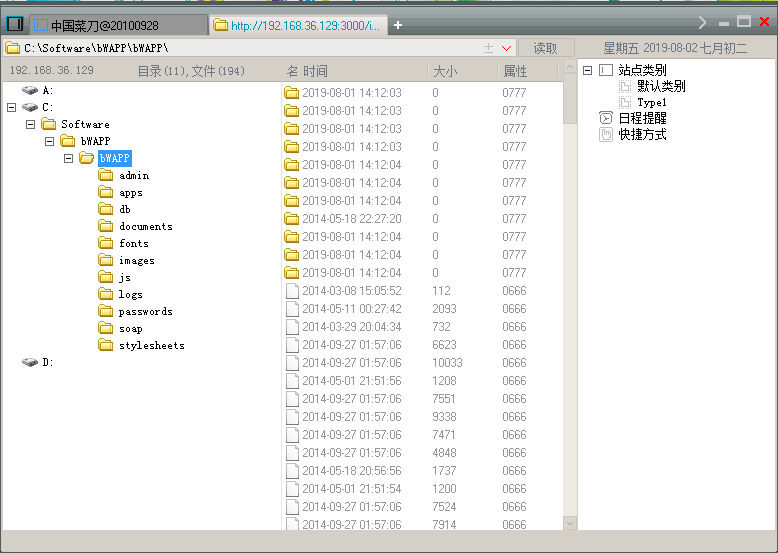 中国菜刀@20100928
http://192.168.36.129:3000/i...
C:\Software\bWAPP\bWAPP\
读取
星期五 2019-08-02 七月初二
192.168.36.129
目录(11),文件(194)
名 时间 大小 属性
A:
C:
Software
bWAPP
bWAPP
admin
apps
db
documents
fonts
images
js
logs
passwords
soap
stylesheets
D:
2019-08-01 14:12:03 0 0777
2019-08-01 14:12:03 0 0777
2019-08-01 14:12:03 0 0777
2019-08-01 14:12:03 0 0777
2019-08-01 14:12:04 0 0777
2019-08-01 14:12:04 0 0777
2019-08-01 14:12:04 0 0777
2014-05-18 22:27:20 0 0777
2019-08-01 14:12:04 0 0777
2019-08-01 14:12:04 0 0777
2019-08-01 14:12:04 0 0777
2014-03-08 15:05:52 112 0666
2014-05-11 00:27:42 2093 0666
2014-03-29 20:04:34 732 0666
2014-09-27 01:57:06 6623 0666
2014-09-27 01:57:06 10033 0666
2014-05-01 21:51:56 1208 0666
2014-09-27 01:57:06 7551 0666
2014-09-27 01:57:06 9338 0666
2014-09-27 01:57:06 7471 0666
2014-09-27 01:57:06 4848 0666
2014-05-18 20:56:56 1737 0666
2014-05-01 21:51:54 1200 0666
2014-09-27 01:57:06 7524 0666
2014-09-27 01:57:06 7914 0666
站点类别
默认类别
Type1
日程提醒
快捷方式